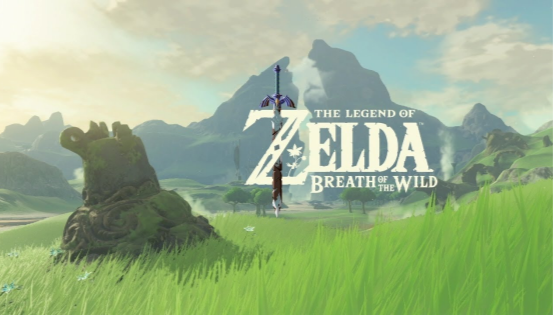 THE LEGEND OF
ZELDA
BREATH OF THE WILD